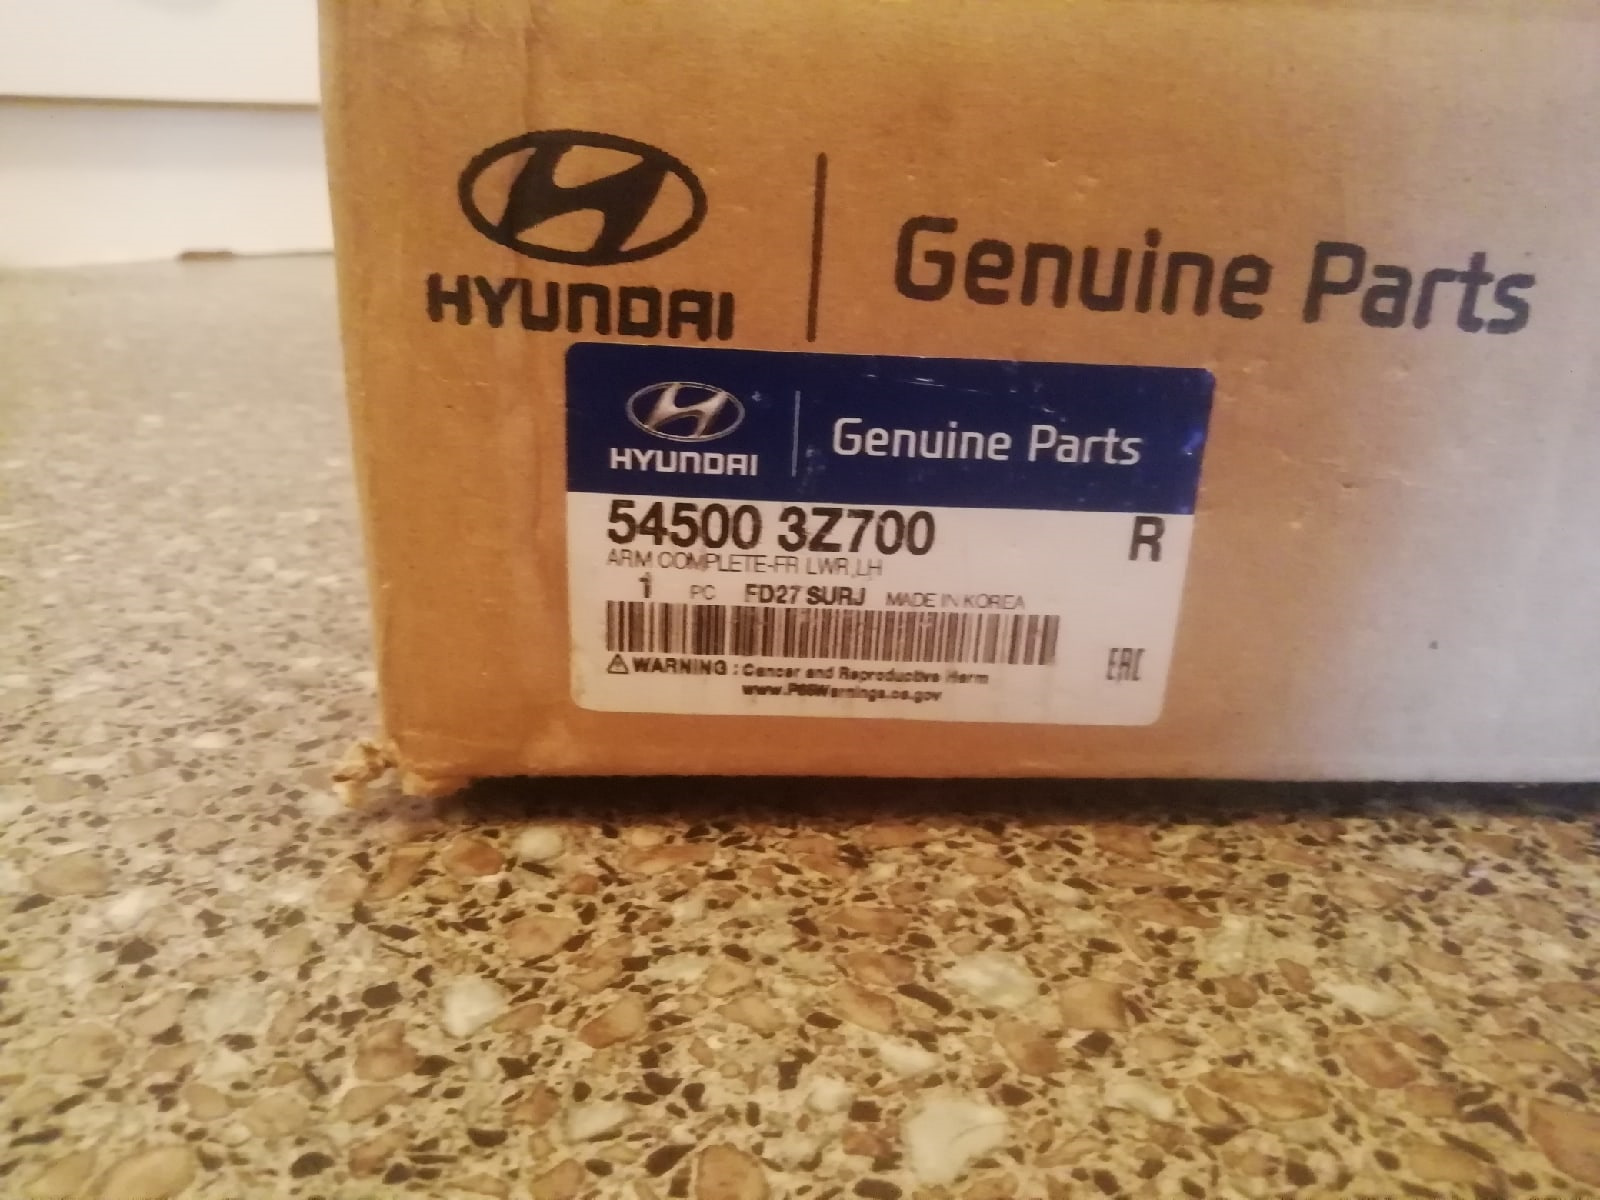 HYUNDAI
Genuine Parts
HYUNDAI
Genuine Parts
54500 3Z700 R
ARM COMPLETE-FR LWR,LH
1 PC FD27 SURJ MADE IN KOREA
WARNING : Cancer and Reproductive Harm
www.P65Warnings.ca.gov
EAC